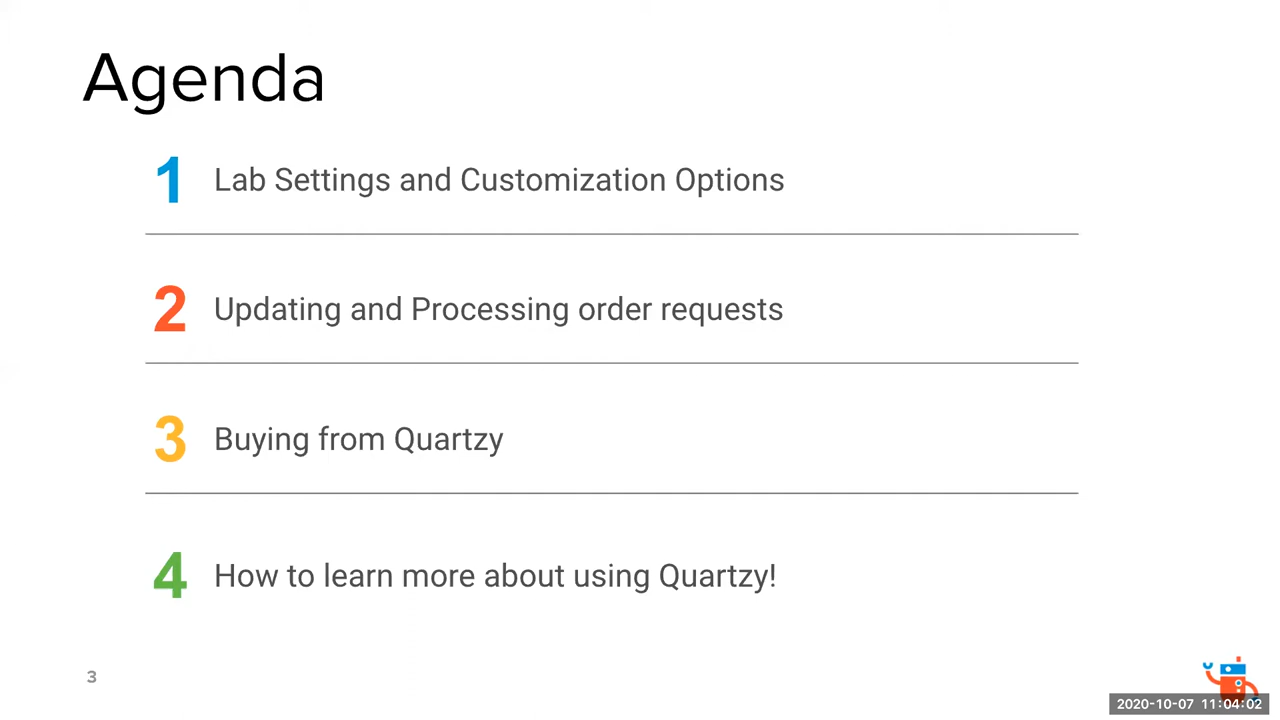 Agenda
1 Lab Settings and Customization Options
2 Updating and Processing order requests
3 Buying from Quartzy
4 How to learn more about using Quartzy!
3
2020-10-07 11:04:02